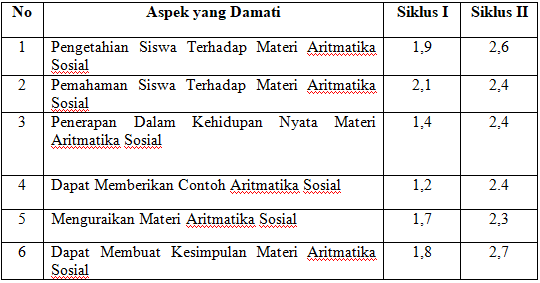 No Aspek yang Damati Siklus I Siklus II
1 Pengetahian Siswa Terhadap Materi Aritmatika 1,9 2,6
Sosial
2 Pemahaman Siswa Terhadap Materi Aritmatika 2,1 2,4
Sosial
3 Penerapan Dalam Kehidupan Nyata Materi 1,4 2,4
Aritmatika Sosial
4 Dapat Memberikan Contoh Aritmatika Sosial 1,2 2.4
5 Menguraikan Materi Aritmatika Sosial 1,7 2,3
6 Dapat Membuat Kesimpulan Materi Aritmatika 1,8 2,7
Sosial